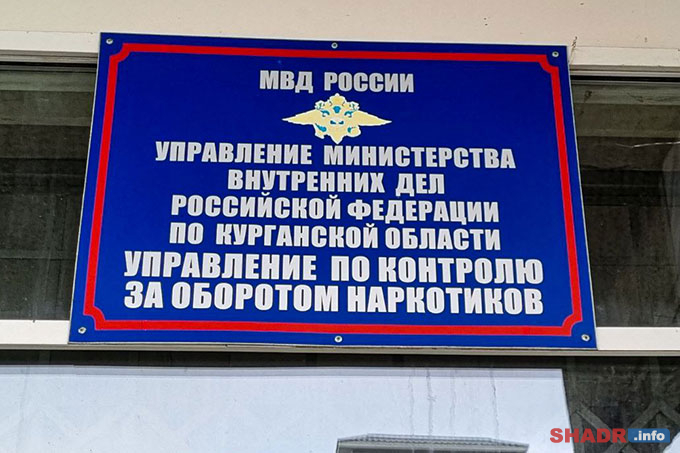 МВД РОССИИ
УПРАВЛЕНИЕ МИНИСТЕРСТВА
ВНУТРЕННИХ ДЕЛ
РОССИЙСКОЙ ФЕДЕРАЦИИ
ПО КУРГАНСКОЙ ОБЛАСТИ
УПРАВЛЕНИЕ ПО КОНТРОЛЮ
ЗА ОБОРОТОМ НАРКОТИКОВ
SHADR.info